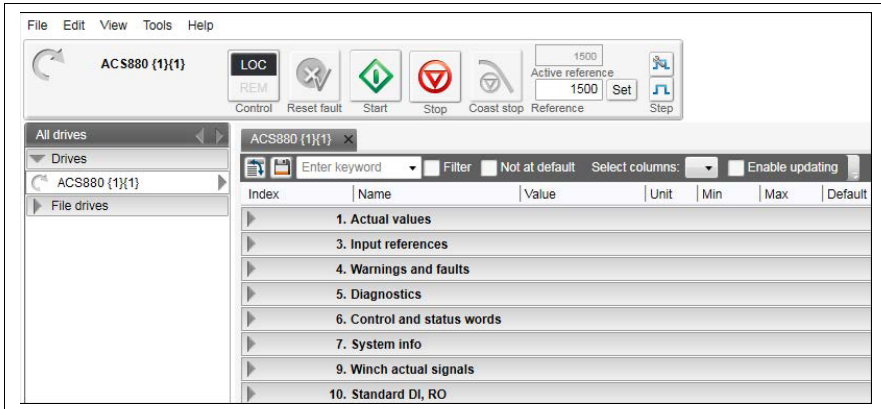 File Edit View Tools Help
ACS880 {1}{1}
LOC
REM
Control
Reset fault
Start
Stop
Coast stop
1500
Active reference
1500 Set
Reference
Step
All drives
Drives
ACS880 {1}{1}
File drives
ACS880 {1}{1}
Enter keyword Filter Not at default Select columns: Enable updating
Index Name Value Unit Min Max Default
1. Actual values
3. Input references
4. Warnings and faults
5. Diagnostics
6. Control and status words
7. System info
9. Winch actual signals
10. Standard DI, RO